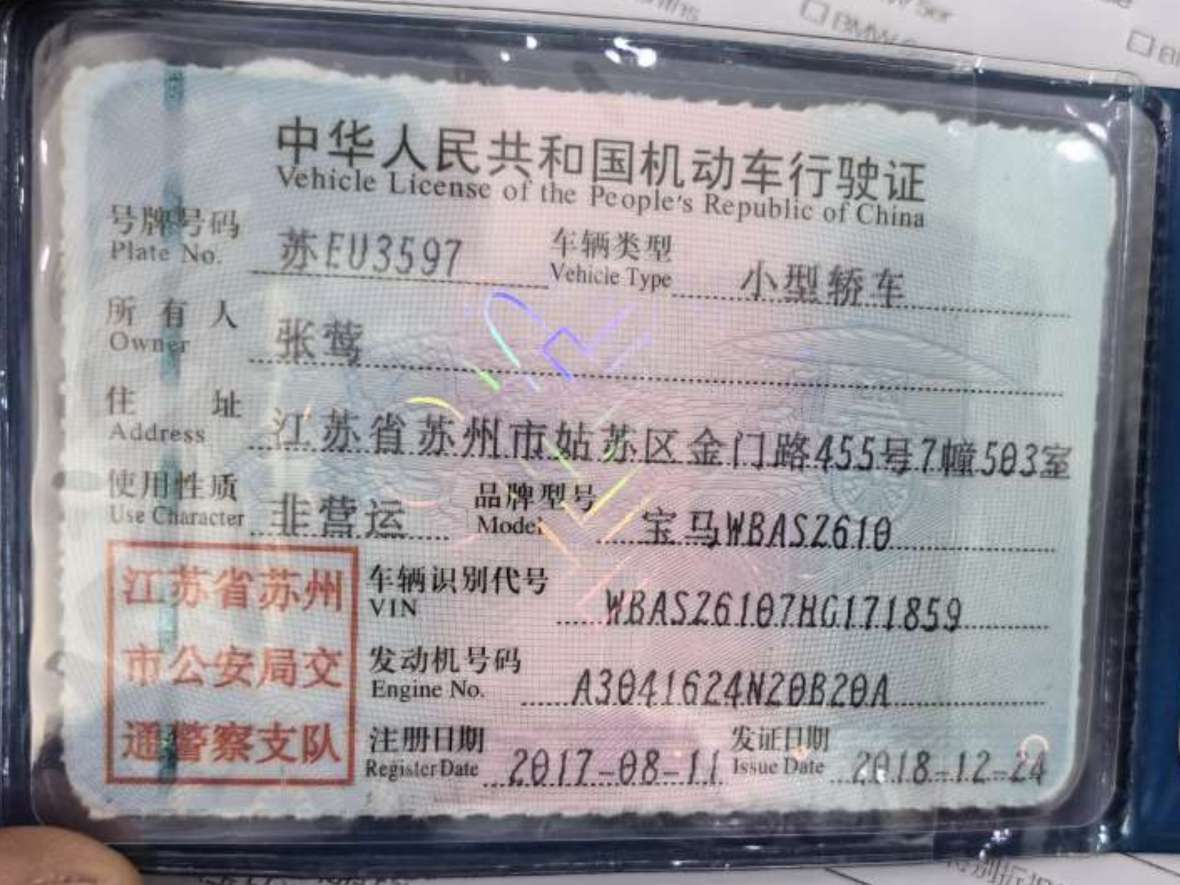 中华人民共和国机动车行驶证
Vehicle License of the People's Republic of China
号牌号码 苏EU3597 车辆类型 小型轿车
Plate No. Vehicle Type
所有人 张莺
Owner
住址 江苏省苏州市姑苏区金门路455号7幢503室
Address
使用性质 非营运 品牌型号 宝马WBASZ610
Use Character Model
江苏省苏州
市公安局交
通警察支队
车辆识别代号 WBASZ6107HG171859
VIN
发动机号码 A3041624N20B20A
Engine No.
注册日期 2017-08-11 发证日期 2018-12-24
Register Date Issue Date